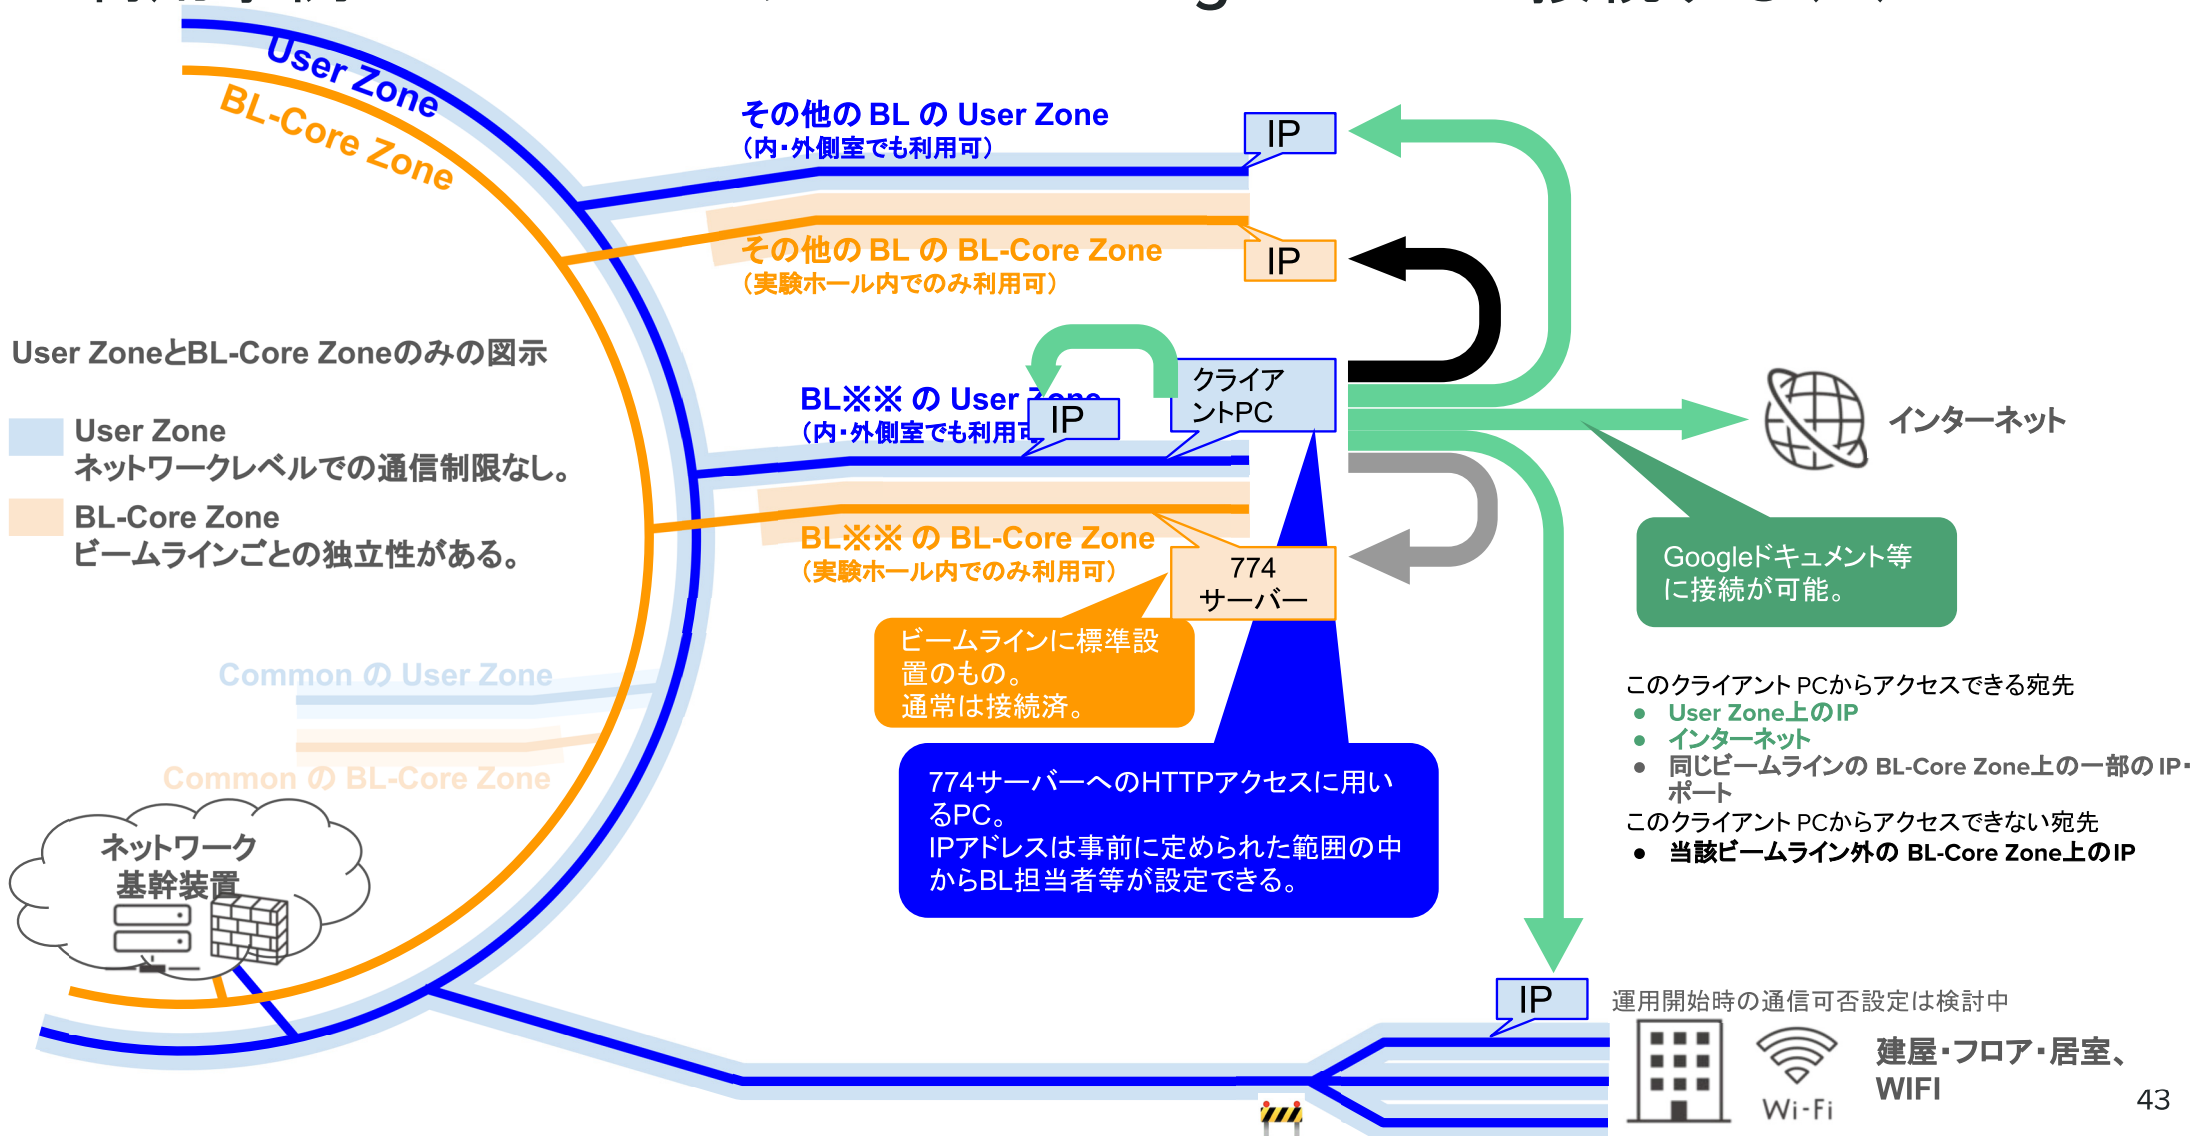 User Zone
BL-Core Zone
その他の BL の User Zone
（内・外側室でも利用可）
IP
その他の BL の BL-Core Zone
（実験ホール内でのみ利用可）
IP
User ZoneとBL-Core Zoneのみの図示
User Zone
ネットワークレベルでの通信制限なし。
BL-Core Zone
ビームラインごとの独立性がある。
BL※※ の User Zone
（内・外側室でも利用可
IP
クライア
ントPC
インターネット
BL※※ の BL-Core Zone
（実験ホール内でのみ利用可）
774
サーバー
Googleドキュメント等
に接続が可能。
ビームラインに標準設
置のもの。
通常は接続済。
Common の User Zone
Common の BL-Core Zone
774サーバーへのHTTPアクセスに用い
るPC。
IPアドレスは事前に定められた範囲の中
からBL担当者等が設定できる。
このクライアント PCからアクセスできる宛先
● User Zone上のIP
● インターネット
● 同じビームラインの BL-Core Zone上の一部の IP・
ポート
このクライアント PCからアクセスできない宛先
● 当該ビームライン外の BL-Core Zone上のIP
ネットワーク
基幹装置
IP
運用開始時の通信可否設定は検討中
Wi-Fi
建屋・フロア・居室、
WIFI
43